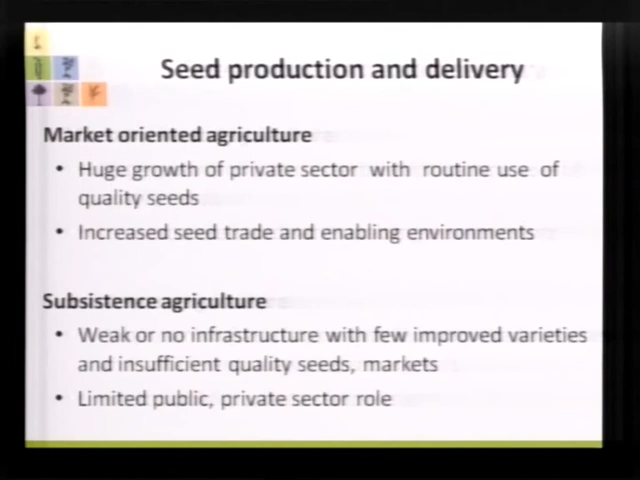 Seed production and delivery
Market oriented agriculture
• Huge growth of private sector with routine use of
quality seeds
• Increased seed trade and enabling environments
Subsistence agriculture
• Weak or no infrastructure with few improved varieties
and insufficient quality seeds, markets
• Limited public, private sector role